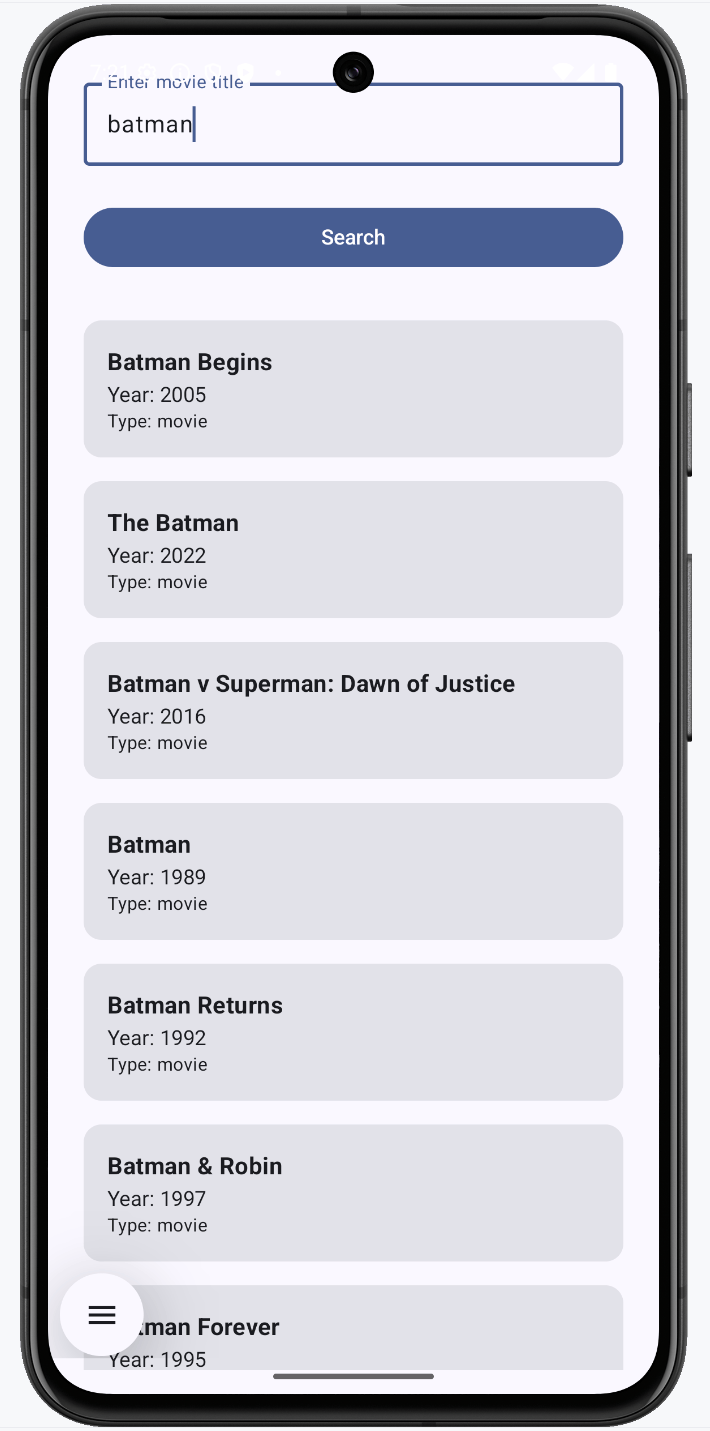 Enter movie title
batman
Search
Batman Begins
Year: 2005
Type: movie
The Batman
Year: 2022
Type: movie
Batman v Superman: Dawn of Justice
Year: 2016
Type: movie
Batman
Year: 1989
Type: movie
Batman Returns
Year: 1992
Type: movie
Batman & Robin
Year: 1997
Type: movie
tman Forever
Year: 1995